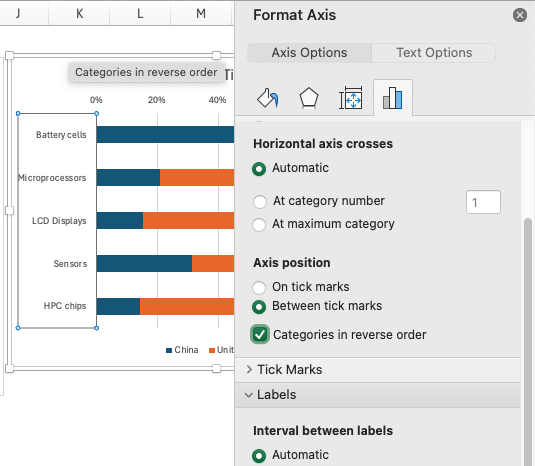 J K L M
Format Axis
Axis Options Text Options
Categories in reverse order
0% 20% 40%
Battery cells
Microprocessors
LCD Displays
Sensors
HPC chips
China Unit
Horizontal axis crosses
Automatic
At category number 1
At maximum category
Axis position
On tick marks
Between tick marks
Categories in reverse order
Tick Marks
Labels
Interval between labels
Automatic